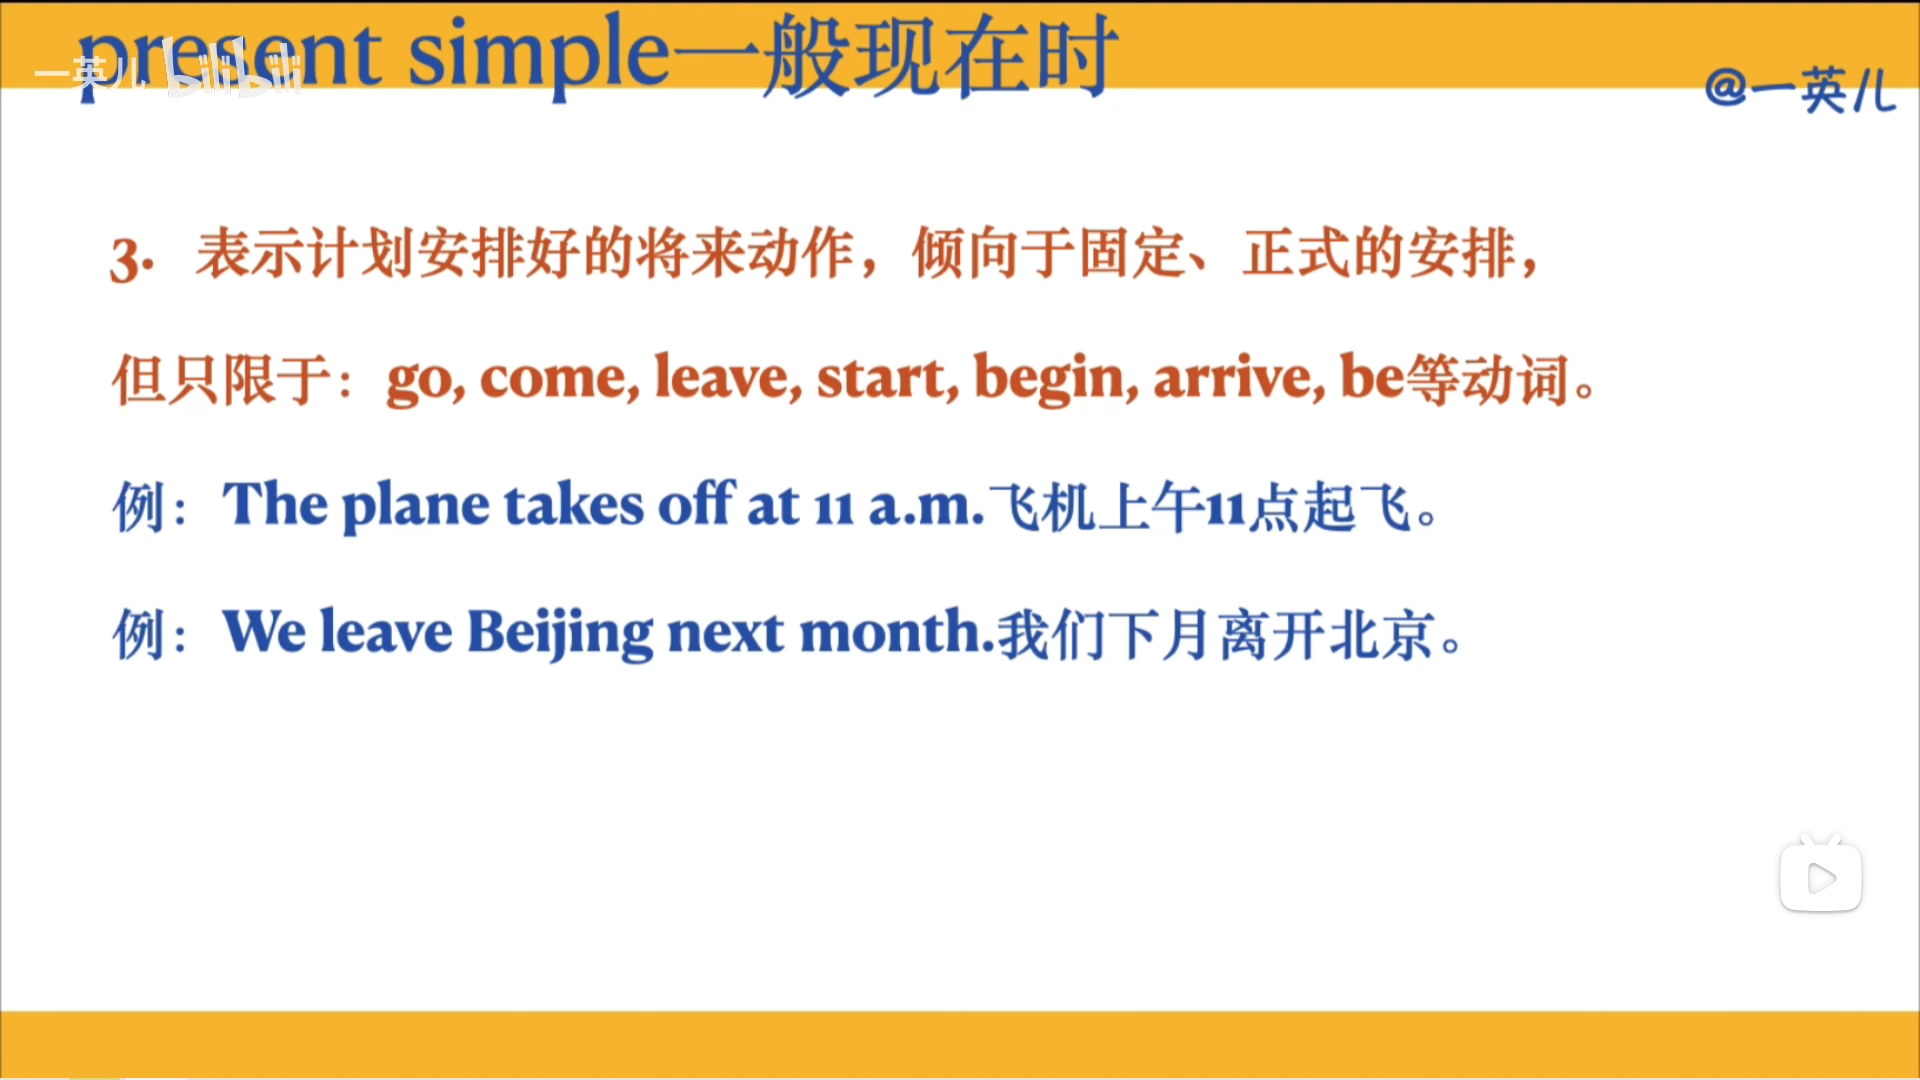 present simple一般现在时
一英儿 bilibili
@一英儿
3. 表示计划安排好的将来动作，倾向于固定、正式的安排，
但只限于：go, come, leave, start, begin, arrive, be等动词。
例：The plane takes off at 11 a.m.飞机上午11点起飞。
例：We leave Beijing next month.我们下月离开北京。